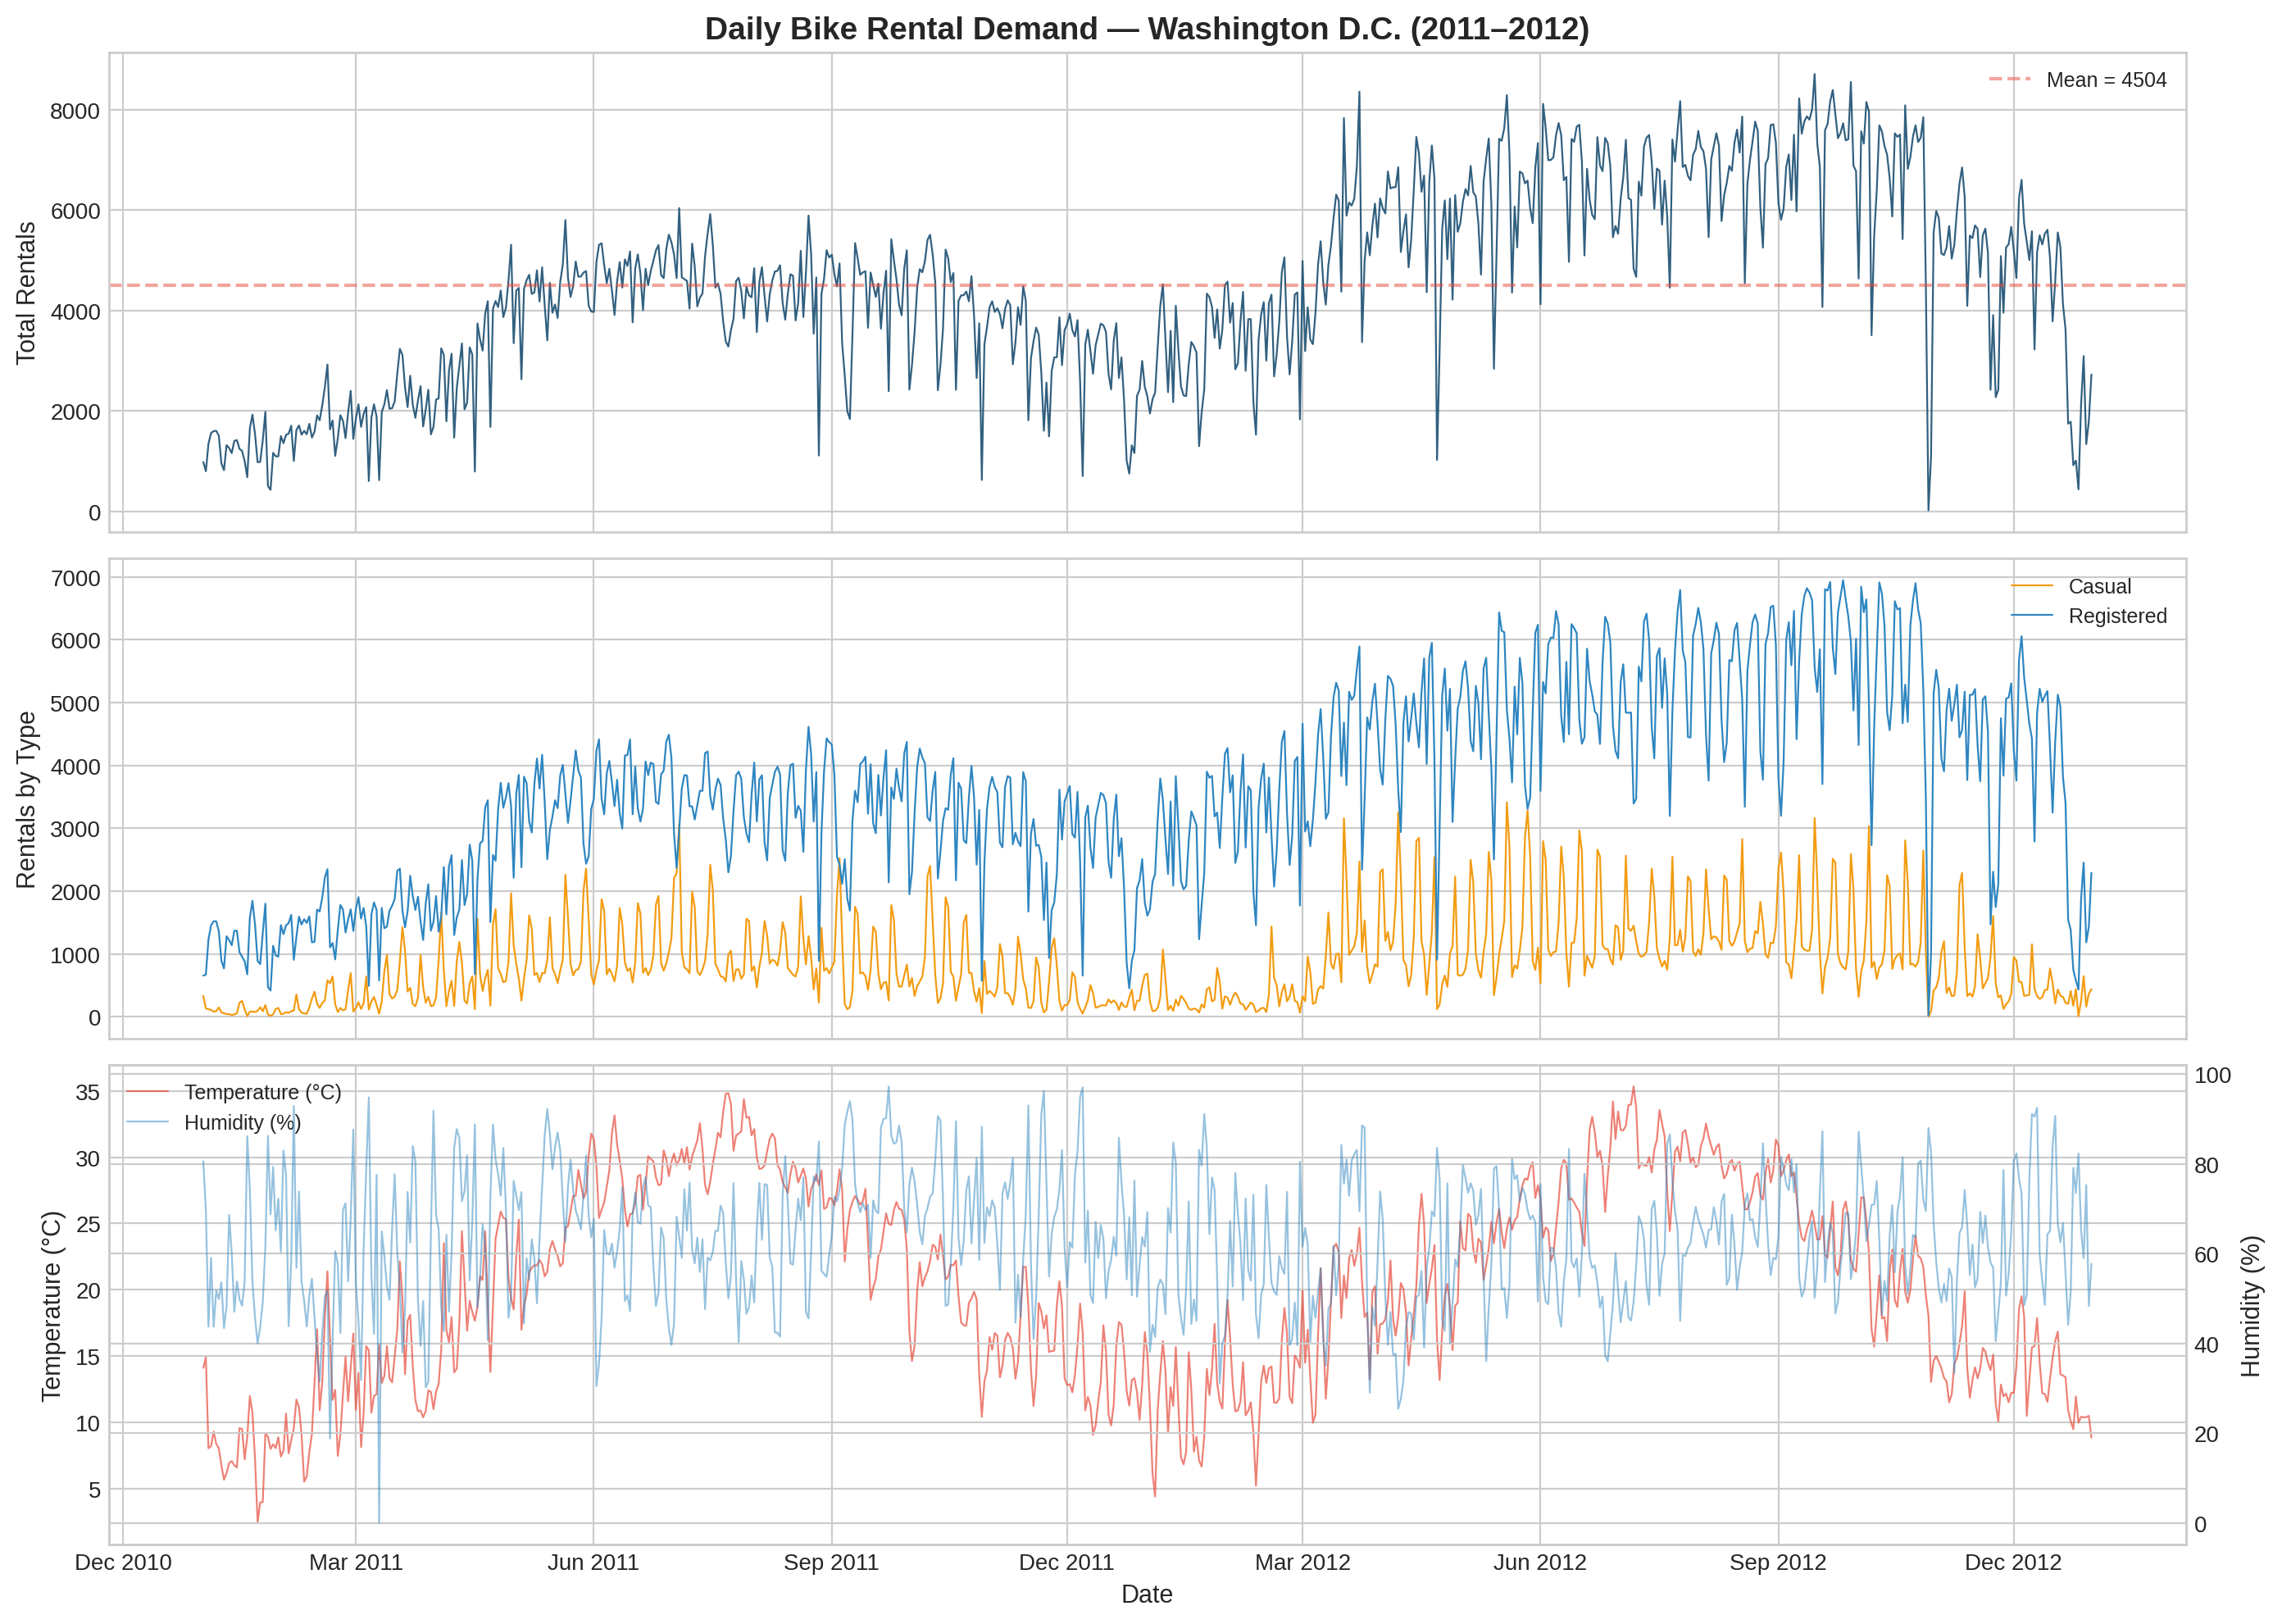 Daily Bike Rental Demand — Washington D.C. (2011–2012)
Total Rentals
8000
6000
4000
2000
0
Mean = 4504
Rentals by Type
7000
6000
5000
4000
3000
2000
1000
0
Casual
Registered
Temperature (°C)
35
30
25
20
15
10
5
Temperature (°C)
Humidity (%)
100
80
60
40
20
0
Humidity (%)
Dec 2010
Mar 2011
Jun 2011
Sep 2011
Dec 2011
Mar 2012
Jun 2012
Sep 2012
Dec 2012
Date